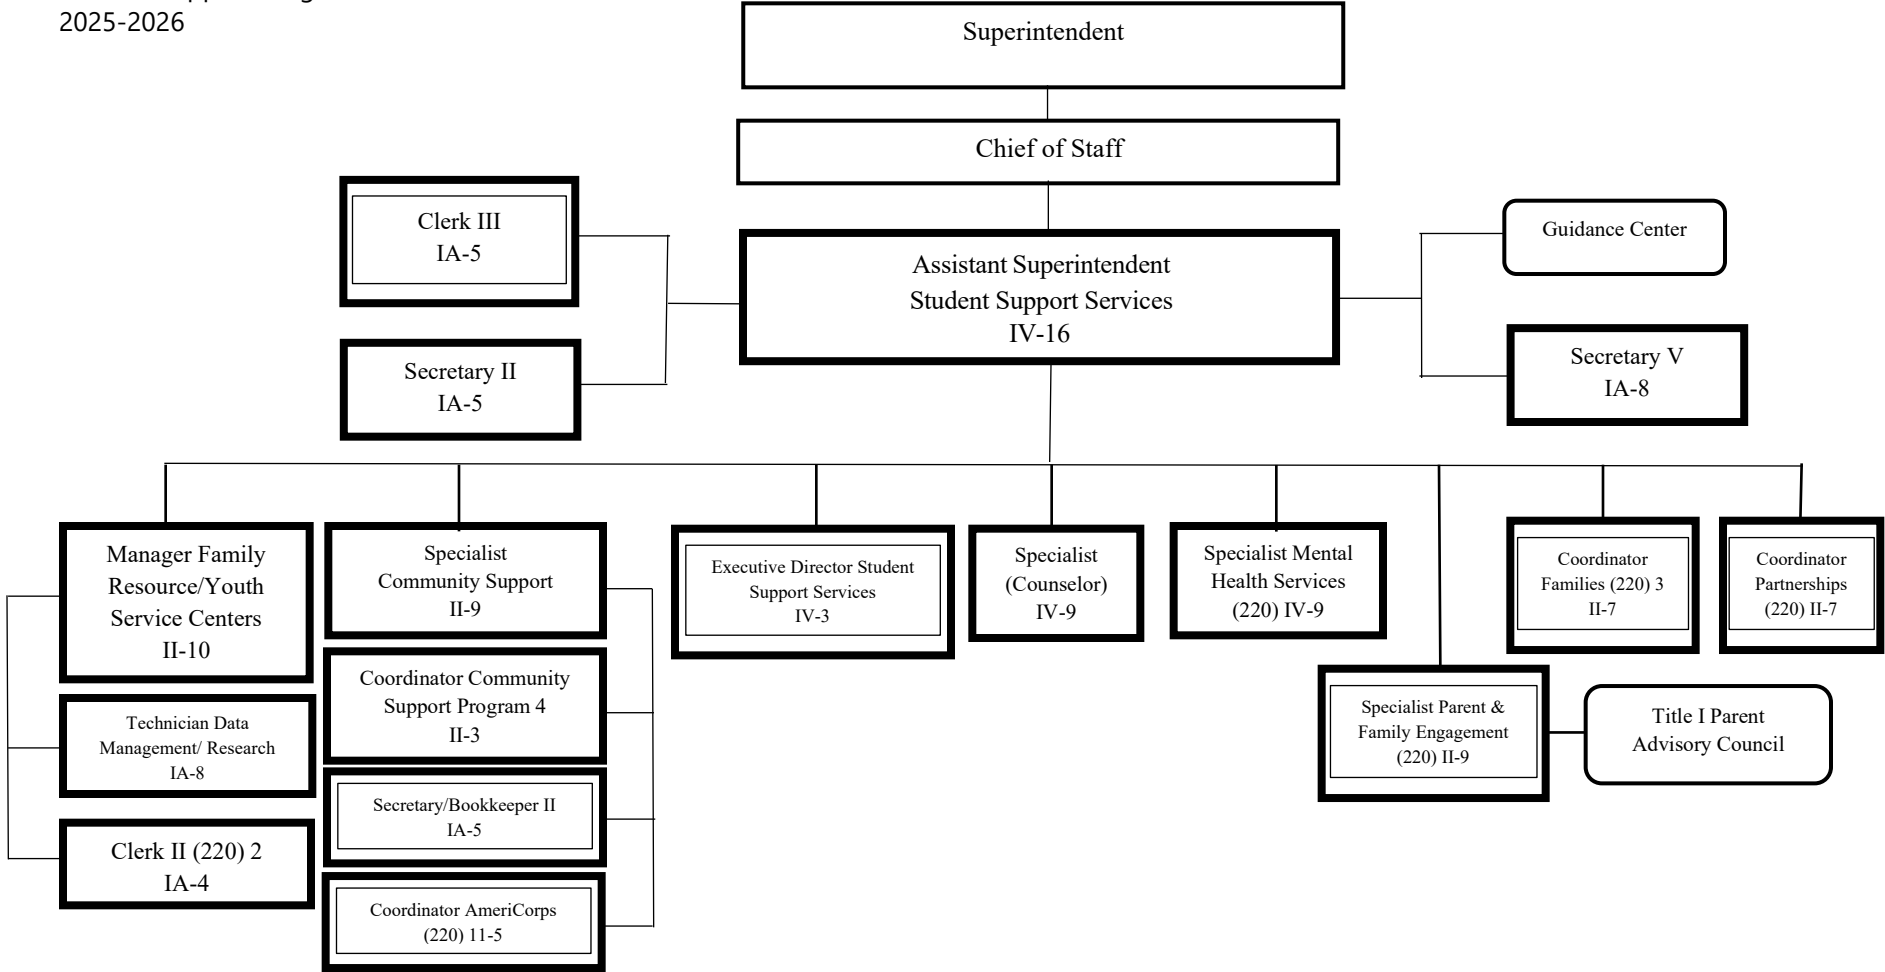 2025-2026
Superintendent
Chief of Staff
Clerk III
IA-5
Secretary II
IA-5
Assistant Superintendent
Student Support Services
IV-16
Guidance Center
Secretary V
IA-8
Manager Family
Resource/Youth
Service Centers
II-10
Technician Data
Management/ Research
IA-8
Clerk II (220) 2
IA-4
Specialist
Community Support
II-9
Coordinator Community
Support Program 4
II-3
Secretary/Bookkeeper II
IA-5
Coordinator AmeriCorps
(220) 11-5
Executive Director Student
Support Services
IV-3
Specialist
(Counselor)
IV-9
Specialist Mental
Health Services
(220) IV-9
Specialist Parent &
Family Engagement
(220) II-9
Title I Parent
Advisory Council
Coordinator
Families (220) 3
II-7
Coordinator
Partnerships
(220) II-7